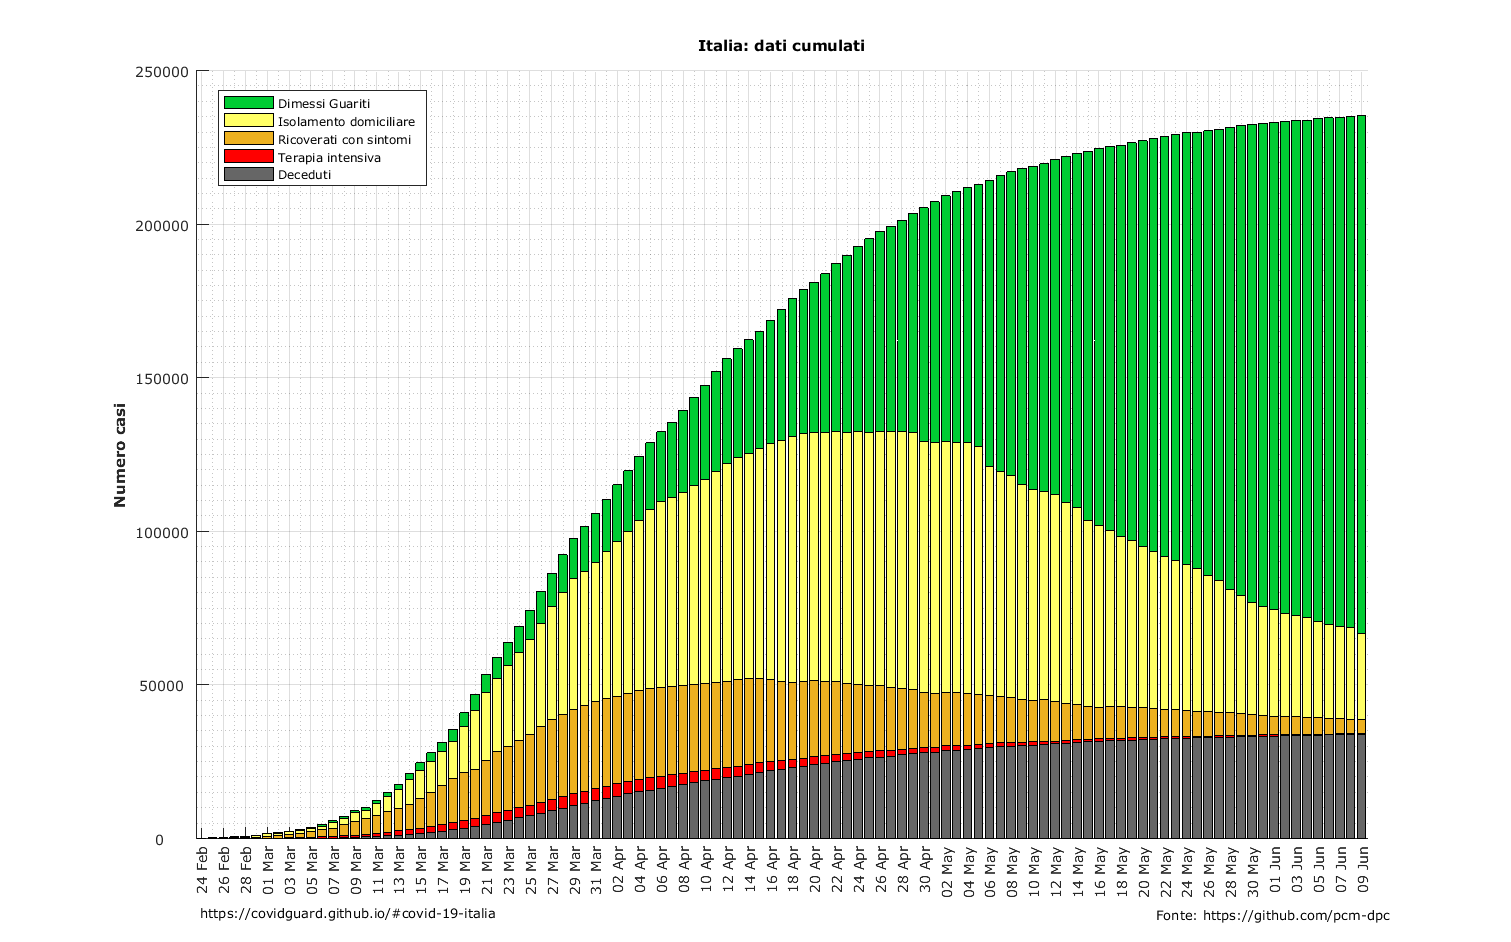 Italia: dati cumulati
250000
200000
150000
100000
50000
0
Numero casi
Dimessi Guariti
Isolamento domiciliare
Ricoverati con sintomi
Terapia intensiva
Deceduti
24 Feb
26 Feb
28 Feb
01 Mar
03 Mar
05 Mar
07 Mar
09 Mar
11 Mar
13 Mar
15 Mar
17 Mar
19 Mar
21 Mar
23 Mar
25 Mar
27 Mar
29 Mar
31 Mar
02 Apr
04 Apr
06 Apr
08 Apr
10 Apr
12 Apr
14 Apr
16 Apr
18 Apr
20 Apr
22 Apr
24 Apr
26 Apr
28 Apr
30 Apr
02 May
04 May
06 May
08 May
10 May
12 May
14 May
16 May
18 May
20 May
22 May
24 May
26 May
28 May
30 May
01 Jun
03 Jun
05 Jun
07 Jun
09 Jun
https://covidguard.github.io/#covid-19-italia
Fonte: https://github.com/pcm-dpc